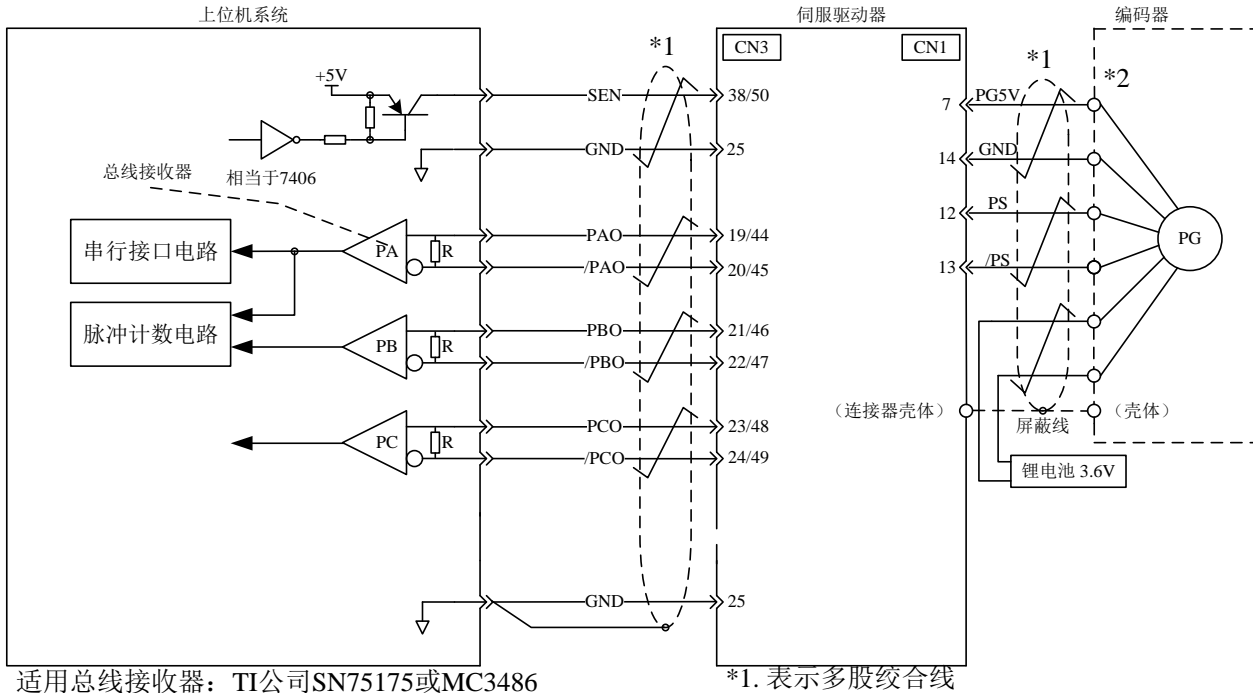 上位机系统
伺服驱动器
编码器
*1
CN3
CN1
*1
*2
+5V
SEN
38/50
7
PG5V
GND
25
14
GND
总线接收器
相当于7406
12
PS
PG
串行接口电路
PA
R
PAO
19/44
/PAO
20/45
13
/PS
脉冲计数电路
PB
R
PBO
21/46
/PBO
22/47
(连接器壳体)
(壳体)
屏蔽线
PC
R
PCO
23/48
/PCO
24/49
锂电池 3.6V
GND
25
适用总线接收器：TI公司SN75175或MC3486
*1. 表示多股绞合线